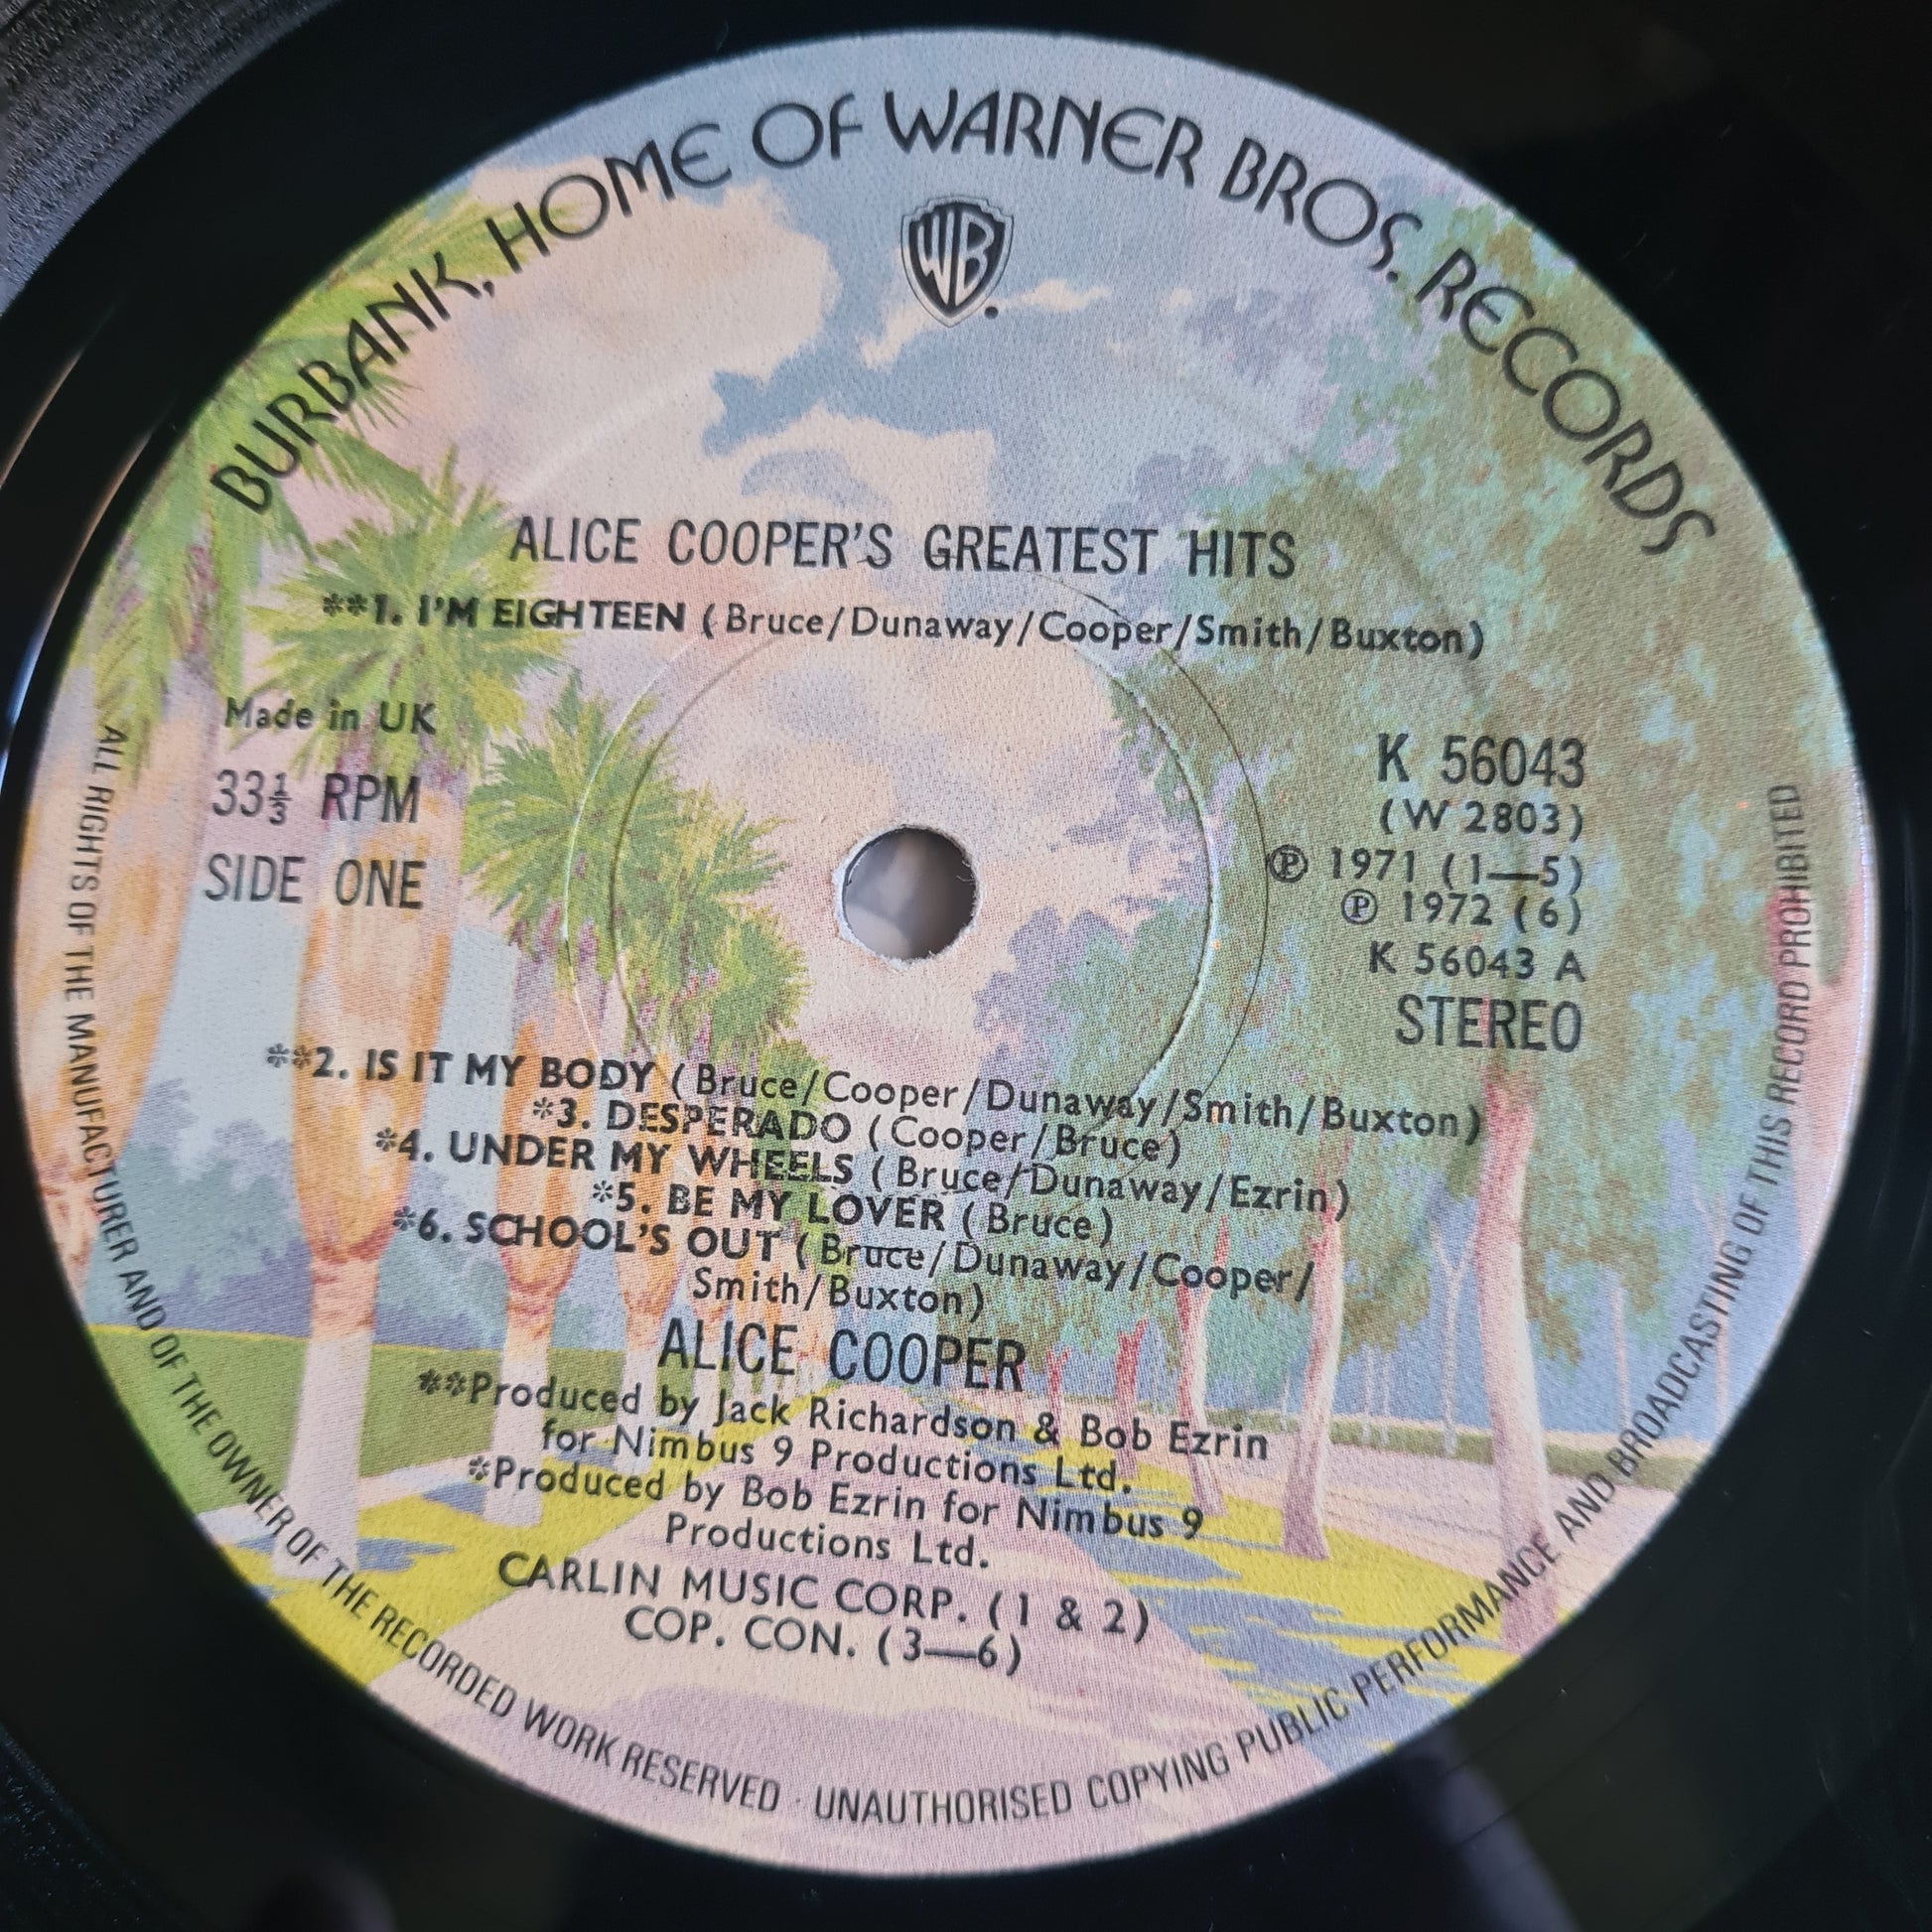 BURBANK, HOME OF WARNER BROS. RECORDS
WB
ALICE COOPER'S GREATEST HITS
**1. I'M EIGHTEEN (Bruce/Dunaway/Cooper/Smith/Buxton)
Made in UK
33⅓ RPM
SIDE ONE
K 56043
(W 2803)
Ⓟ 1971 (1—5)
Ⓟ 1972 (6)
K 56043 A
STEREO
**2. IS IT MY BODY (Bruce/Cooper/Dunaway/Smith/Buxton)
*3. DESPERADO (Cooper/Bruce)
*4. UNDER MY WHEELS (Bruce/Dunaway/Ezrin)
*5. BE MY LOVER (Bruce)
*6. SCHOOL'S OUT (Bruce/Dunaway/Cooper/
Smith/Buxton)
ALICE COOPER
**Produced by Jack Richardson & Bob Ezrin
for Nimbus 9 Productions Ltd.
*Produced by Bob Ezrin for Nimbus 9
Productions Ltd.
CARLIN MUSIC CORP. (1 & 2)
COP. CON. (3—6)
ALL RIGHTS OF THE MANUFACTURER AND OF THE OWNER OF THE RECORDED WORK RESERVED · UNAUTHORISED COPYING PUBLIC PERFORMANCE AND BROADCASTING OF THIS RECORD PROHIBITED